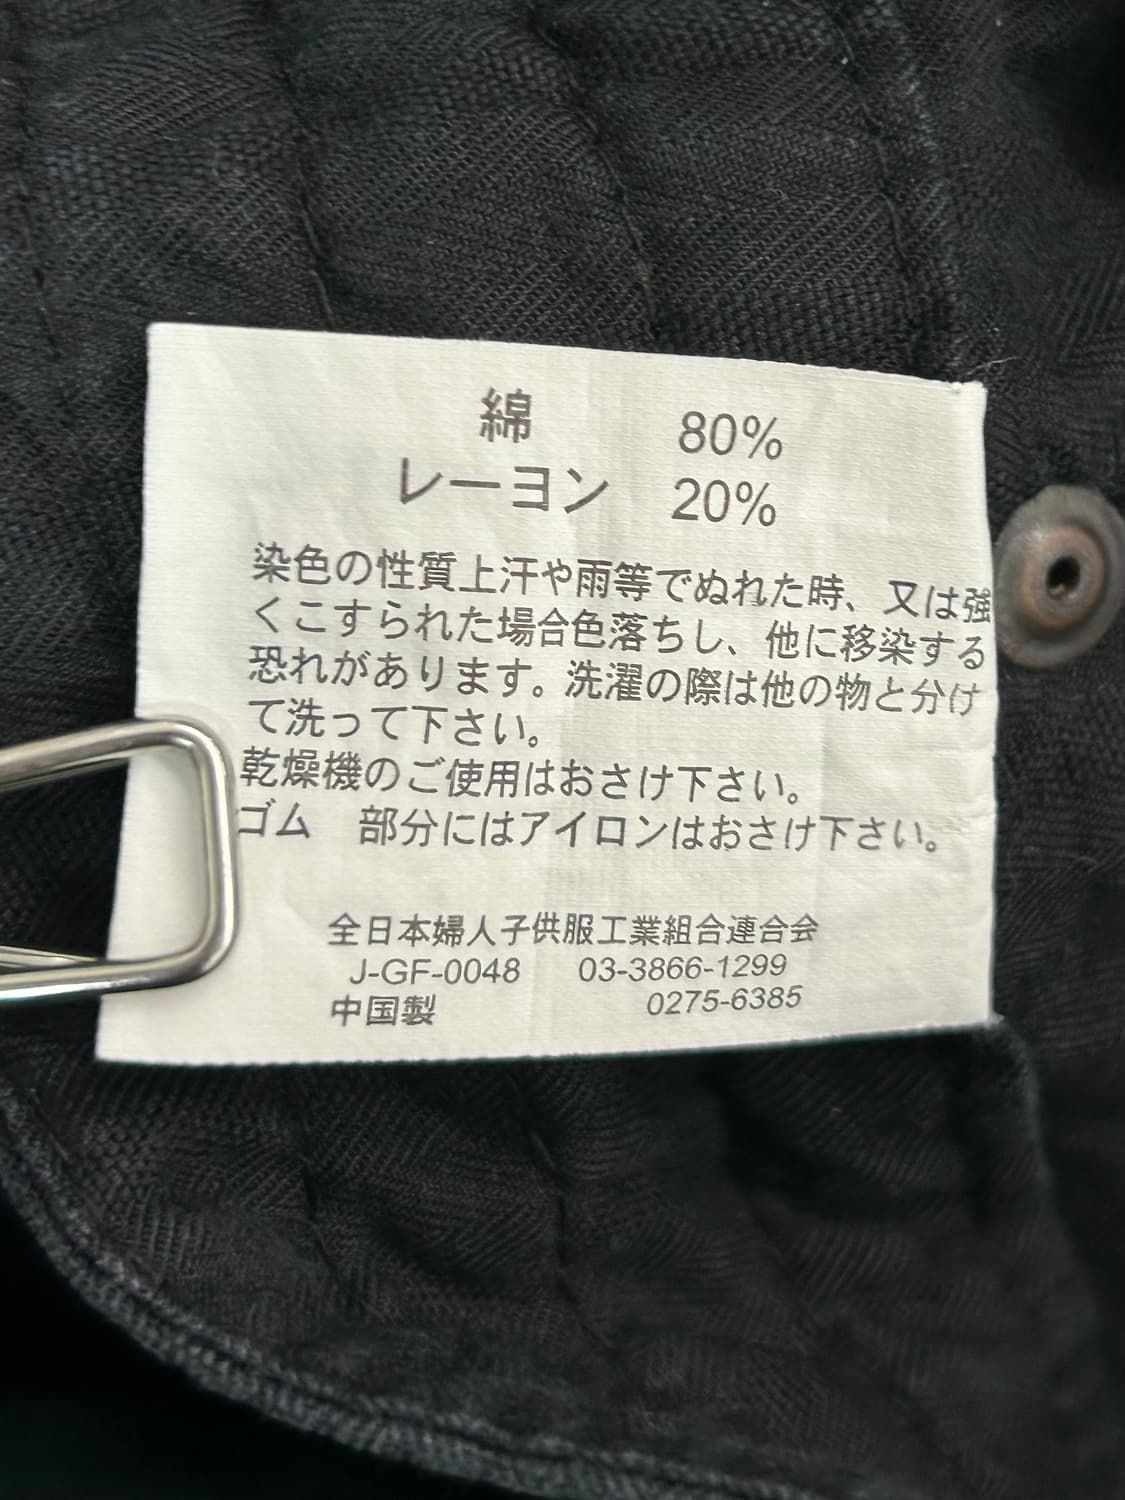 綿 80%
レーヨン 20%
染色の性質上汗や雨等でぬれた時、又は強
くこすられた場合色落ちし、他に移染する
恐れがあります。洗濯の際は他の物と分け
て洗って下さい。
乾燥機のご使用はおさけ下さい。
ゴム 部分にはアイロンはおさけ下さい。
全日本婦人子供服工業組合連合会
J-GF-0048 03-3866-1299
中国製 0275-6385